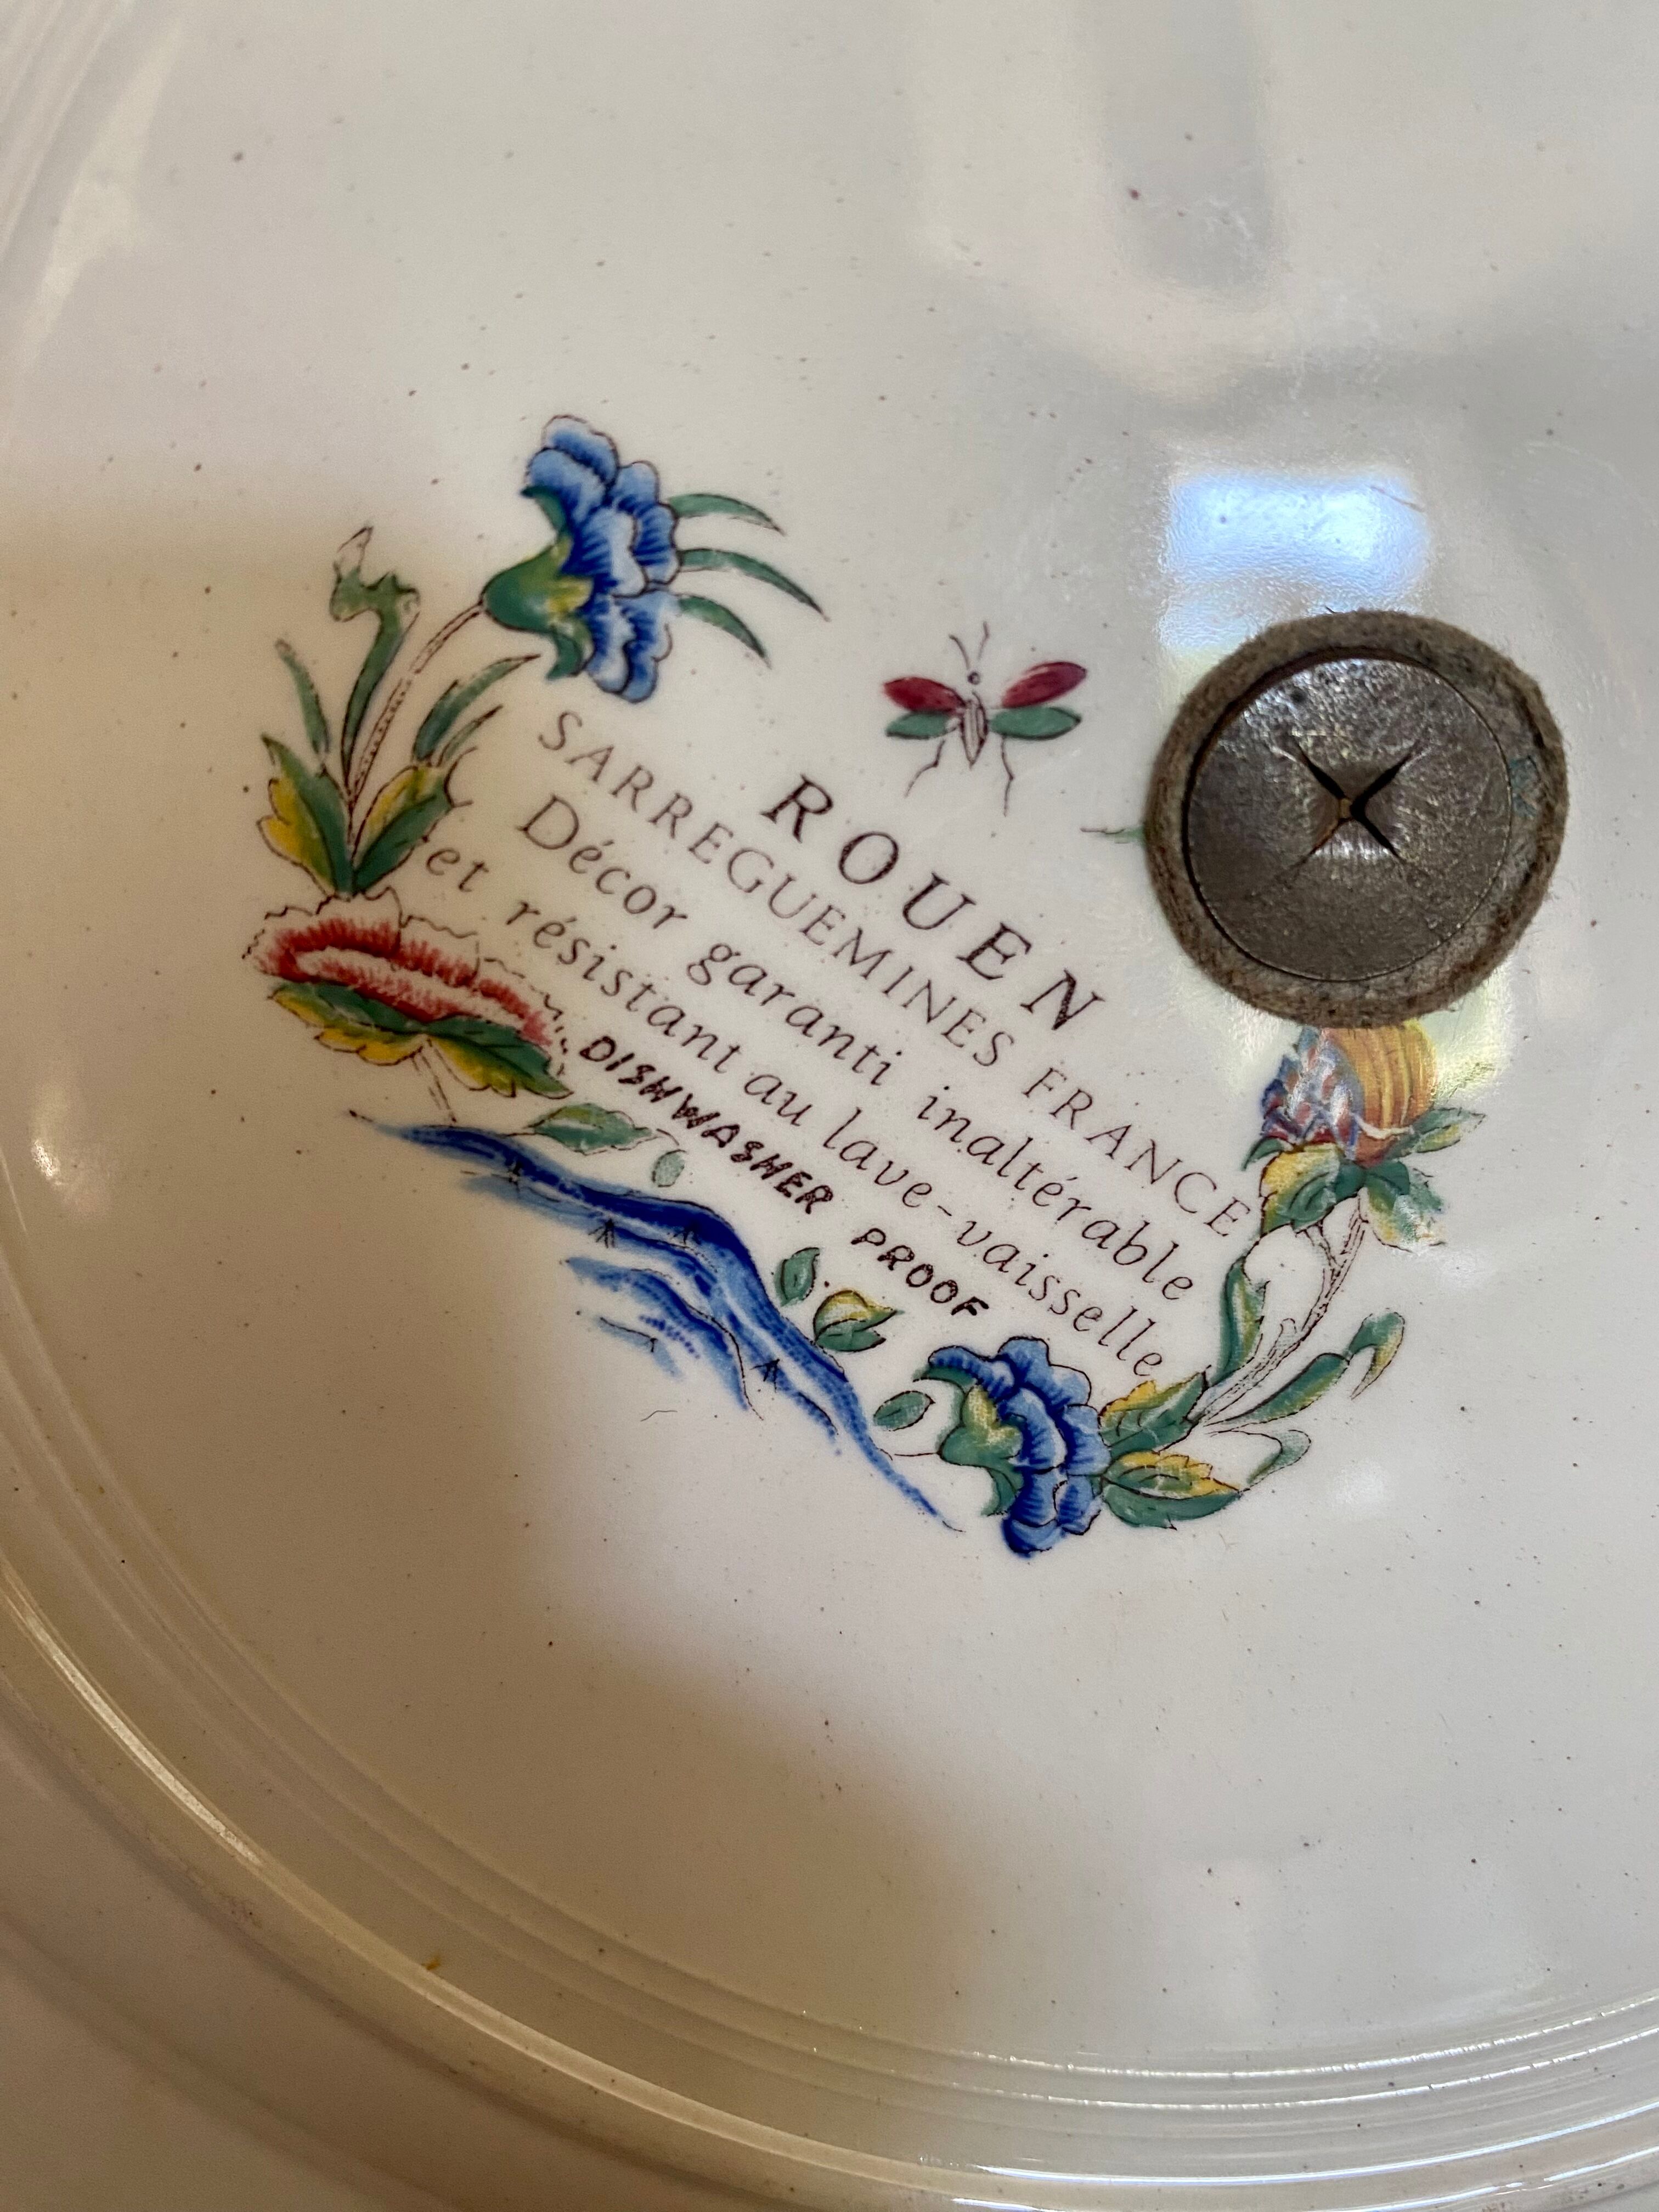 ROUEN
SARREGUEMINES FRANCE
Décor garanti inaltérable
et résistant au lave-vaisselle
DISHWASHER PROOF